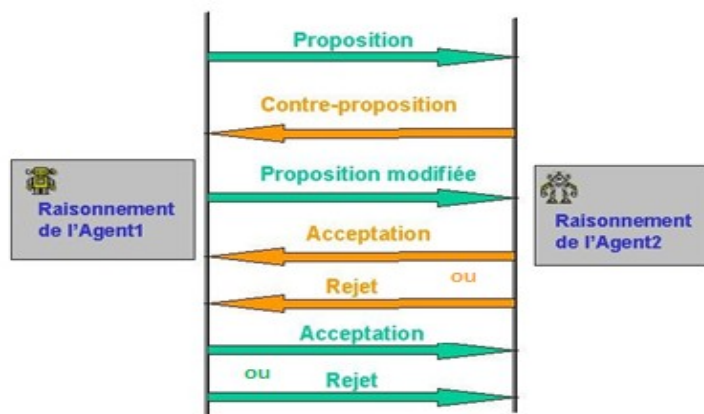 Proposition
Contre-proposition
Proposition modifiée
Raisonnement
de l'Agent1
Raisonnement
de l'Agent2
Acceptation
ou
Rejet
Acceptation
ou
Rejet